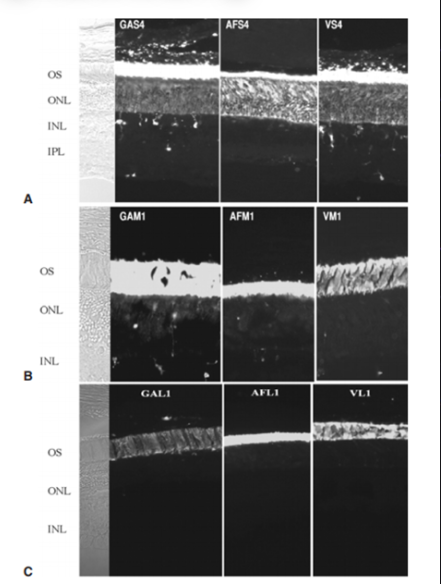 GAS4 AFS4 VS4
OS
ONL
INL
IPL
A
GAM1 AFM1 VM1
OS
ONL
INL
B
GAL1 AFL1 VL1
OS
ONL
INL
C